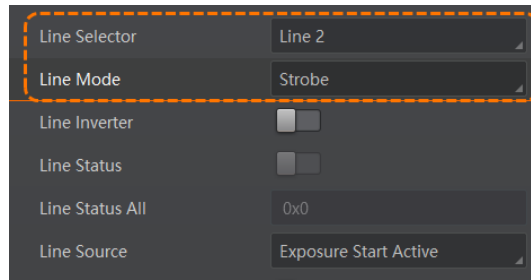 Line Selector Line 2
Line Mode Strobe
Line Inverter
Line Status
Line Status All 0x0
Line Source Exposure Start Active